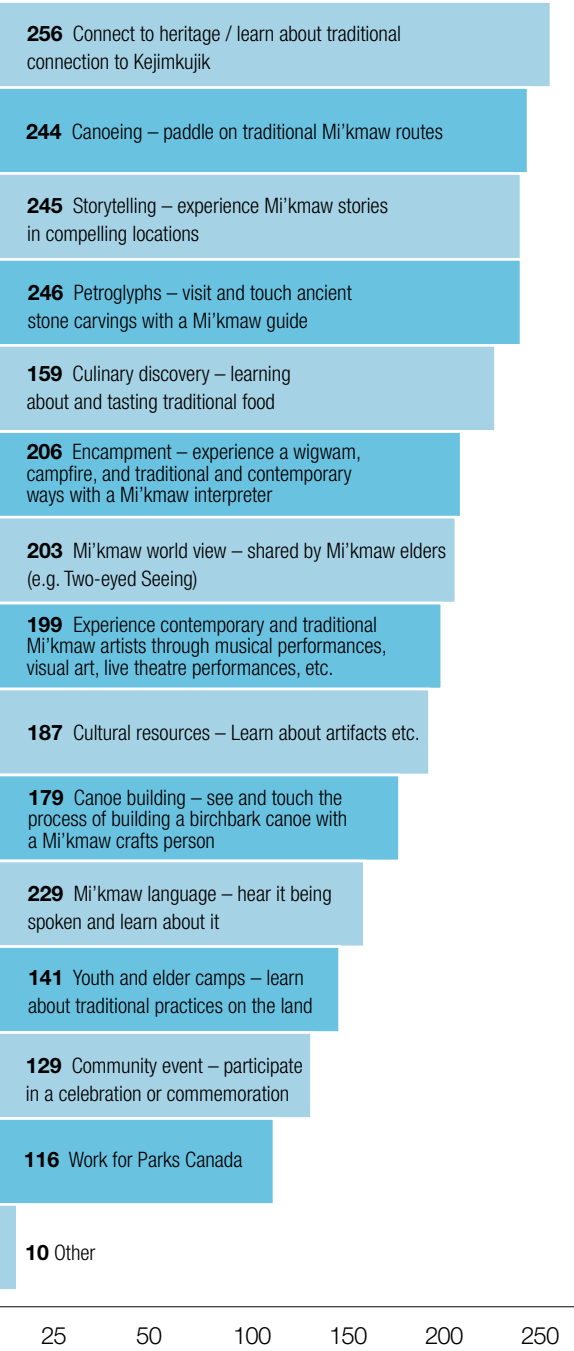 256 Connect to heritage / learn about traditional
connection to Kejimkujik
244 Canoeing – paddle on traditional Mi'kmaw routes
245 Storytelling – experience Mi'kmaw stories
in compelling locations
246 Petroglyphs – visit and touch ancient
stone carvings with a Mi'kmaw guide
159 Culinary discovery – learning
about and tasting traditional food
206 Encampment – experience a wigwam,
campfire, and traditional and contemporary
ways with a Mi'kmaw interpreter
203 Mi'kmaw world view – shared by Mi'kmaw elders
(e.g. Two-eyed Seeing)
199 Experience contemporary and traditional
Mi'kmaw artists through musical performances,
visual art, live theatre performances, etc.
187 Cultural resources – Learn about artifacts etc.
179 Canoe building – see and touch the
process of building a birchbark canoe with
a Mi'kmaw crafts person
229 Mi'kmaw language – hear it being
spoken and learn about it
141 Youth and elder camps – learn
about traditional practices on the land
129 Community event – participate
in a celebration or commemoration
116 Work for Parks Canada
10 Other
25 50 100 150 200 250